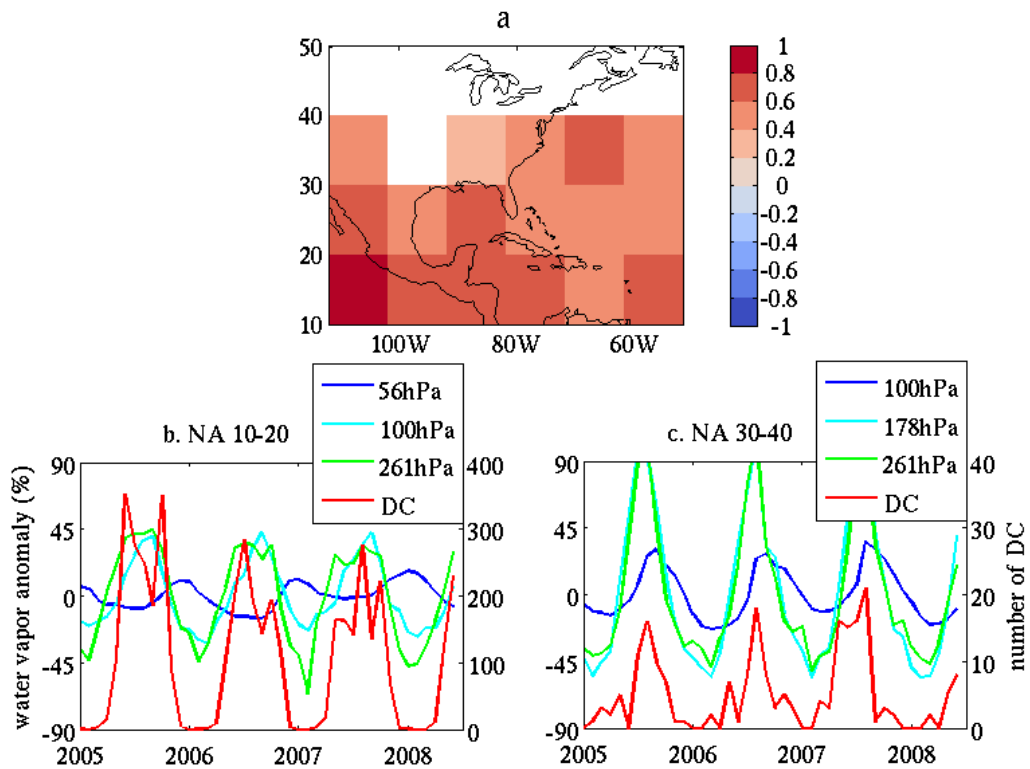 a
50
40
30
20
10
100W 80W 60W
1
0.8
0.6
0.4
0.2
0
-0.2
-0.4
-0.6
-0.8
-1
b. NA 10-20
56hPa
100hPa
261hPa
DC
water vapor anomaly (%)
90
45
0
-45
-90
400
300
200
100
0
2005 2006 2007 2008
c. NA 30-40
100hPa
178hPa
261hPa
DC
90
45
0
-45
-90
40
30
20
10
0
number of DC
2005 2006 2007 2008